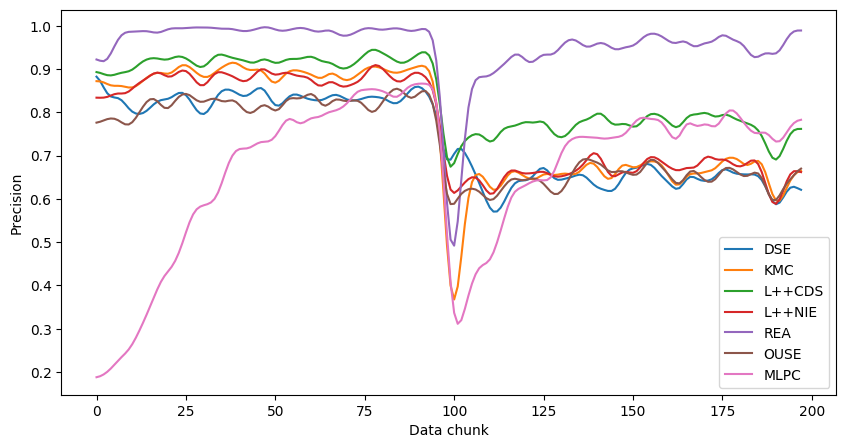 1.0
0.9
0.8
0.7
0.6
0.5
0.4
0.3
0.2
Precision
0 25 50 75 100 125 150 175 200
Data chunk
DSE
KMC
L++CDS
L++NIE
REA
OUSE
MLPC